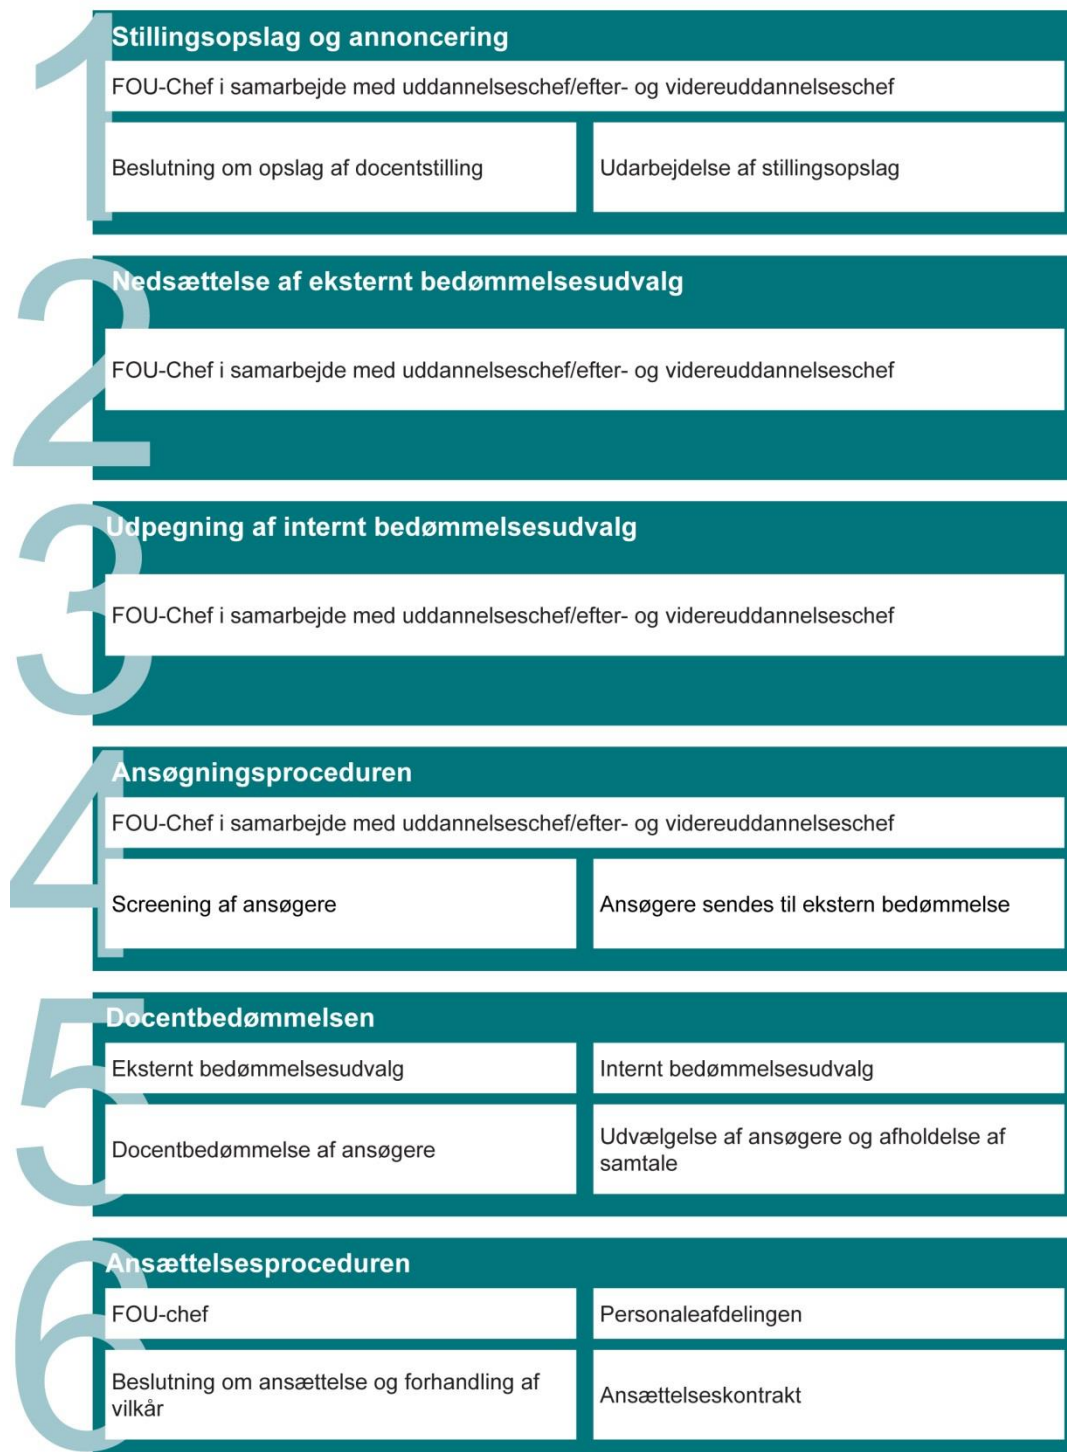 1
Stillingsopslag og annoncering
FOU-Chef i samarbejde med uddannelseschef/efter- og videreuddannelseschef
Beslutning om opslag af docentstilling
Udarbejdelse af stillingsopslag
2
Nedsættelse af eksternt bedømmelsesudvalg
FOU-Chef i samarbejde med uddannelseschef/efter- og videreuddannelseschef
3
Udpegning af internt bedømmelsesudvalg
FOU-Chef i samarbejde med uddannelseschef/efter- og videreuddannelseschef
4
Ansøgningsproceduren
FOU-Chef i samarbejde med uddannelseschef/efter- og videreuddannelseschef
Screening af ansøgere
Ansøgere sendes til ekstern bedømmelse
5
Docentbedømmelsen
Eksternt bedømmelsesudvalg
Internt bedømmelsesudvalg
Docentbedømmelse af ansøgere
Udvælgelse af ansøgere og afholdelse af
samtale
6
Ansættelsesproceduren
FOU-chef
Personaleafdelingen
Beslutning om ansættelse og forhandling af
vilkår
Ansættelseskontrakt